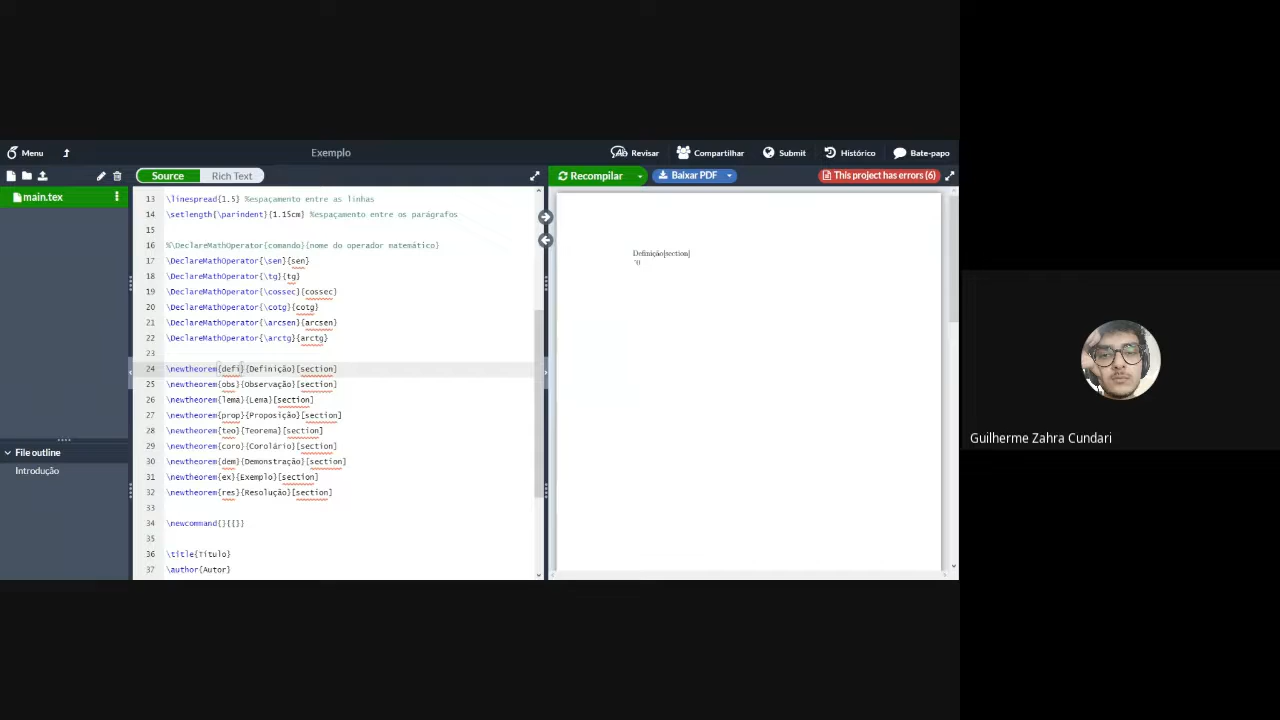 Menu
Exemplo
Revisar
Compartilhar
Submit
Histórico
Bate-papo
Source
Rich Text
Recompilar
Baixar PDF
This project has errors (6)
main.tex
13 \linespread{1.5} %espaçamento entre as linhas
14 \setlength{\parindent}{1.15cm} %espaçamento entre os parágrafos
15
16 %\DeclareMathOperator{comando}{nome do operador matemático}
17 \DeclareMathOperator{\sen}{sen}
18 \DeclareMathOperator{\tg}{tg}
19 \DeclareMathOperator{\cossec}{cossec}
20 \DeclareMathOperator{\cotg}{cotg}
21 \DeclareMathOperator{\arcsen}{arcsen}
22 \DeclareMathOperator{\arctg}{arctg}
23
24 \newtheorem{defi}{Definição}[section]
25 \newtheorem{obs}{Observação}[section]
26 \newtheorem{lema}{Lema}[section]
27 \newtheorem{prop}{Proposição}[section]
28 \newtheorem{teo}{Teorema}[section]
29 \newtheorem{coro}{Corolário}[section]
30 \newtheorem{dem}{Demonstração}[section]
31 \newtheorem{ex}{Exemplo}[section]
32 \newtheorem{res}{Resolução}[section]
33
34 \newcommand{}{{}}
35
36 \title{Título}
37 \author{Autor}
File outline
Introdução
Definição[section]
Guilherme Zahra Cundari